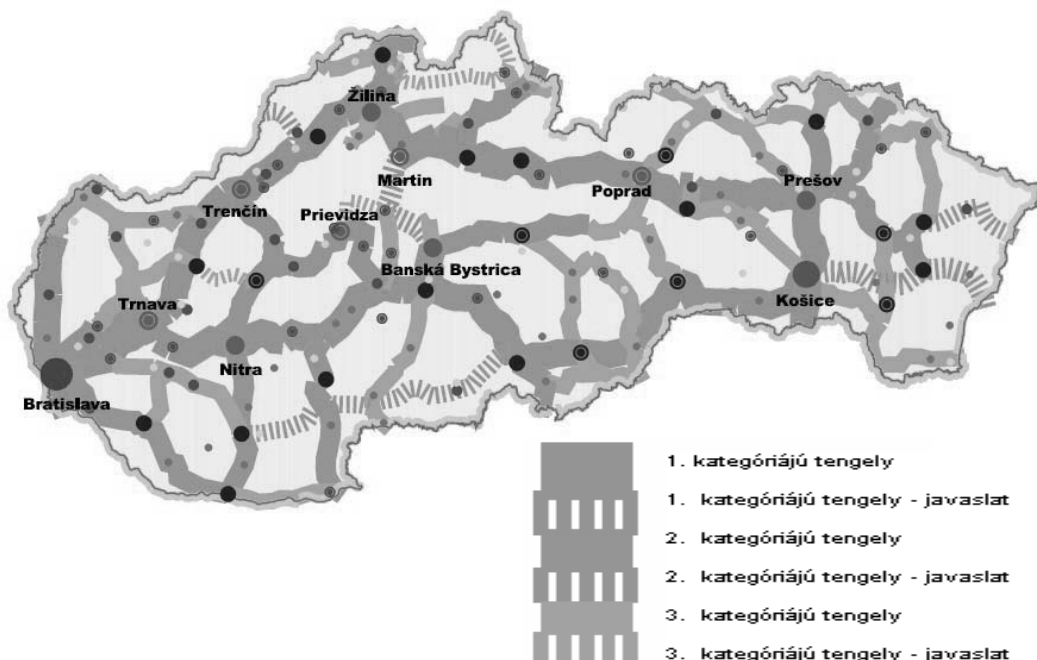 Žilina
Martin
Poprad
Prešov
Trenčín
Prievidza
Banská Bystrica
Košice
Trnava
Nitra
Bratislava
1. kategóriájú tengely
1. kategóriájú tengely - javaslat
2. kategóriájú tengely
2. kategóriájú tengely - javaslat
3. kategóriájú tengely
3. kategóriájú tengely - javaslat